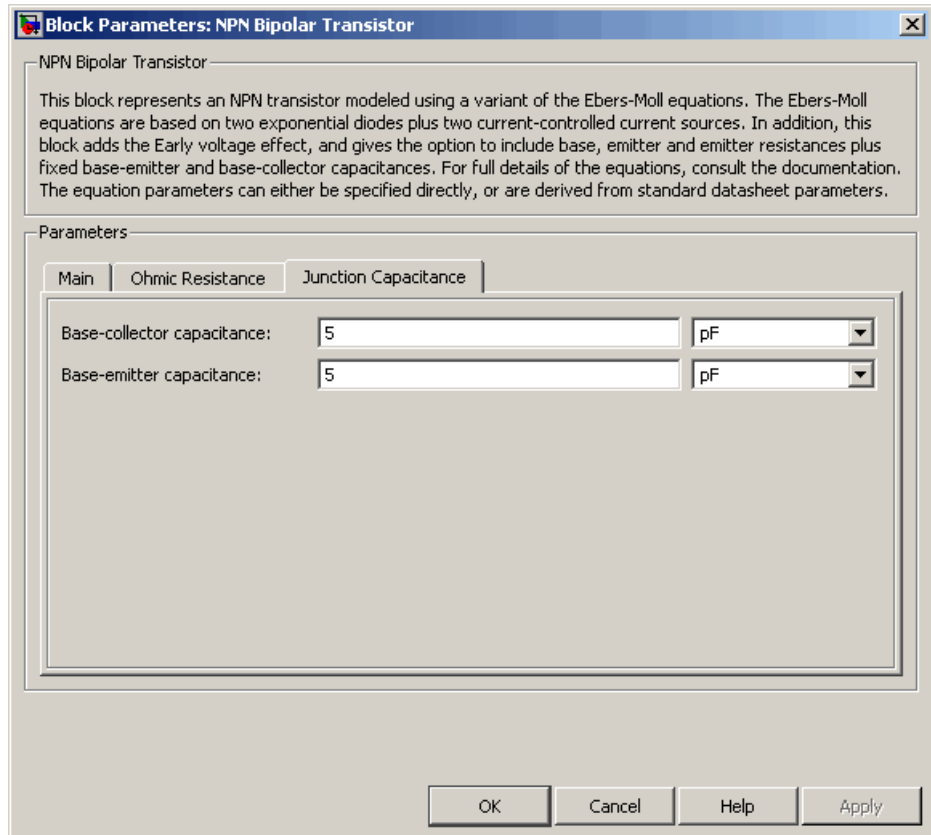 Block Parameters: NPN Bipolar Transistor
NPN Bipolar Transistor
This block represents an NPN transistor modeled using a variant of the Ebers-Moll equations. The Ebers-Moll
equations are based on two exponential diodes plus two current-controlled current sources. In addition, this
block adds the Early voltage effect, and gives the option to include base, emitter and emitter resistances plus
fixed base-emitter and base-collector capacitances. For full details of the equations, consult the documentation.
The equation parameters can either be specified directly, or are derived from standard datasheet parameters.
Parameters
Main Ohmic Resistance Junction Capacitance
Base-collector capacitance: 5 pF
Base-emitter capacitance: 5 pF
OK Cancel Help Apply